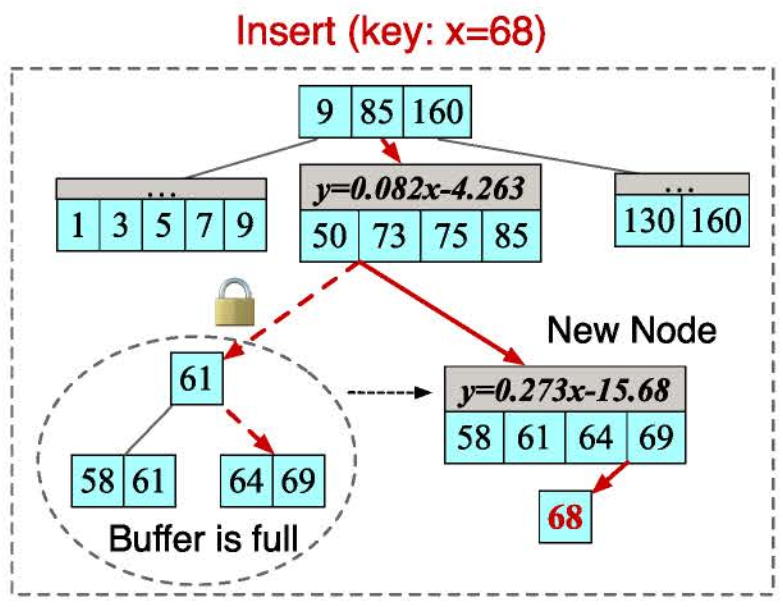 Insert (key: x=68)
9 85 160
...
1 3 5 7 9
y=0.082x-4.263
50 73 75 85
...
130 160
New Node
61
y=0.273x-15.68
58 61 64 69
58 61
64 69
68
Buffer is full